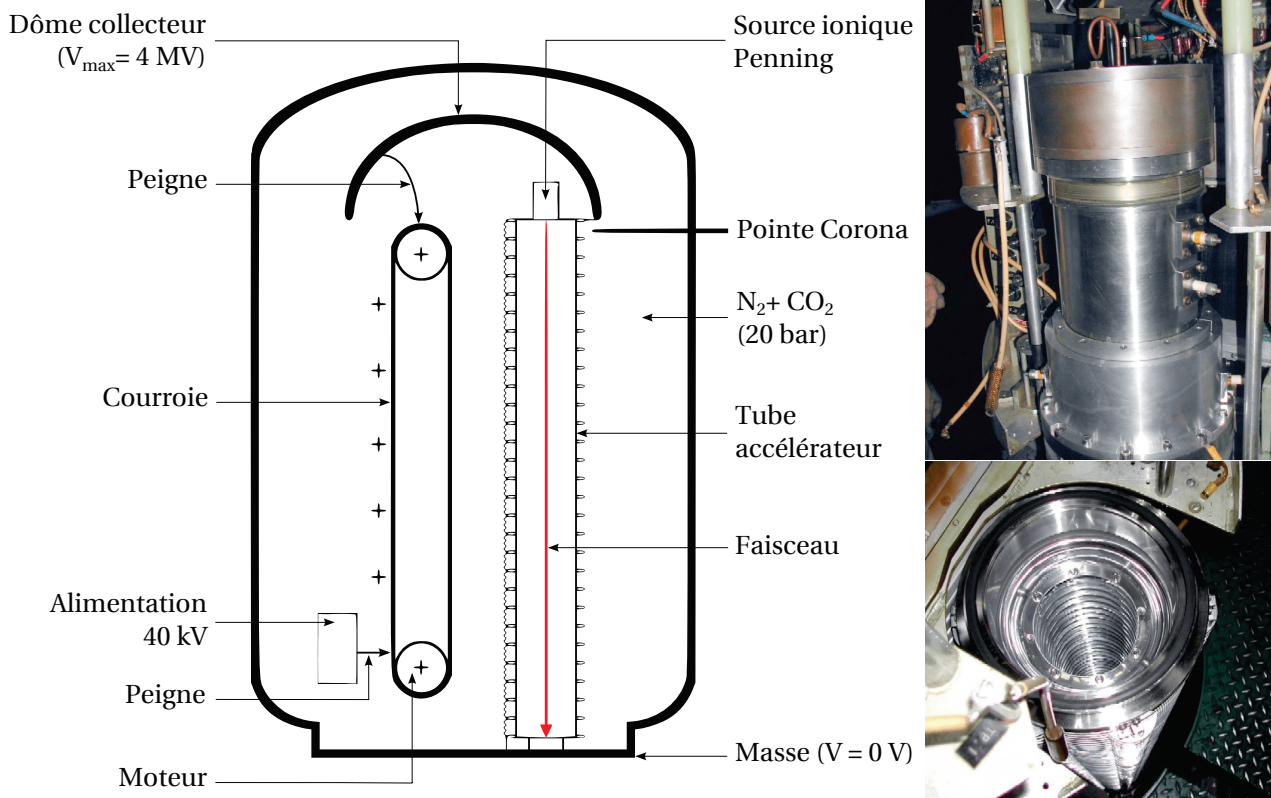 Dôme collecteur
(Vmax= 4 MV)
Peigne
Courroie
Alimentation
40 kV
Peigne
Moteur
Source ionique
Penning
Pointe Corona
N₂+ CO₂
(20 bar)
Tube
accélérateur
Faisceau
Masse (V = 0 V)